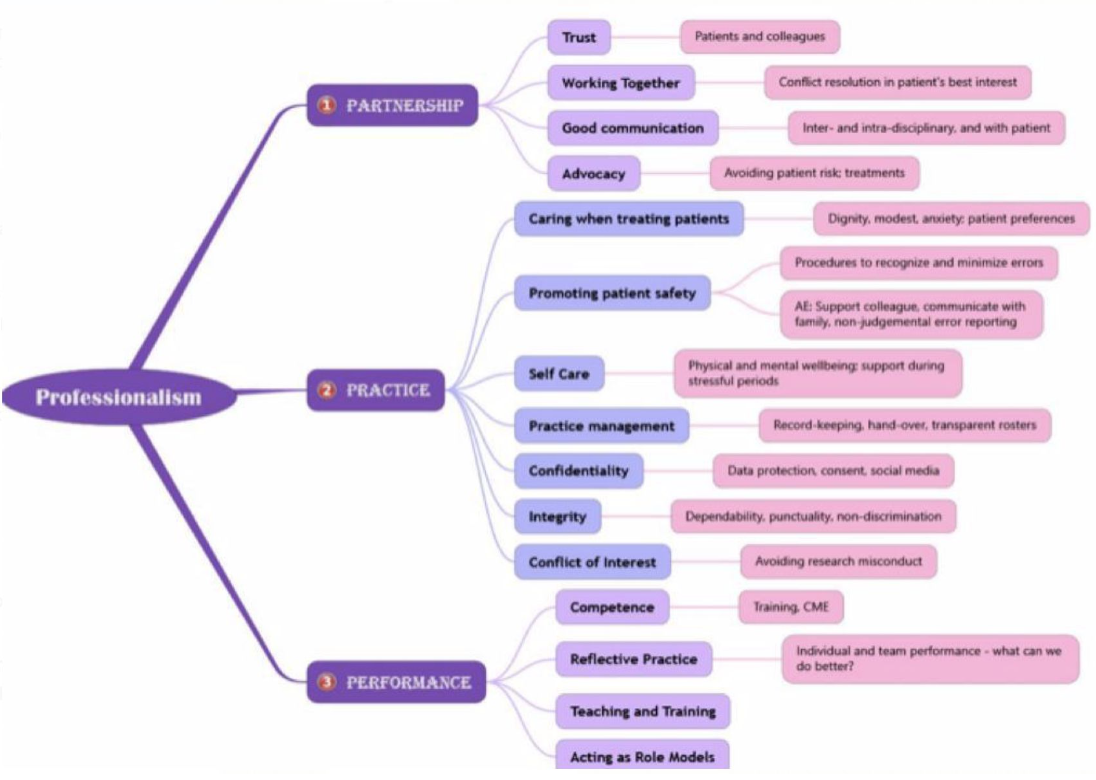 Professionalism
1 PARTNERSHIP
Trust
Patients and colleagues
Working Together
Conflict resolution in patient's best interest
Good communication
Inter- and intra-disciplinary, and with patient
Advocacy
Avoiding patient risk; treatments
2 PRACTICE
Caring when treating patients
Dignity, modest, anxiety; patient preferences
Promoting patient safety
Procedures to recognize and minimize errors
AE: Support colleague, communicate with
family, non-judgemental error reporting
Self Care
Physical and mental wellbeing; support during
stressful periods
Practice management
Record-keeping, hand-over, transparent rosters
Confidentiality
Data protection, consent, social media
Integrity
Dependability, punctuality, non-discrimination
Conflict of Interest
Avoiding research misconduct
3 PERFORMANCE
Competence
Training, CME
Reflective Practice
Individual and team performance - what can we
do better?
Teaching and Training
Acting as Role Models